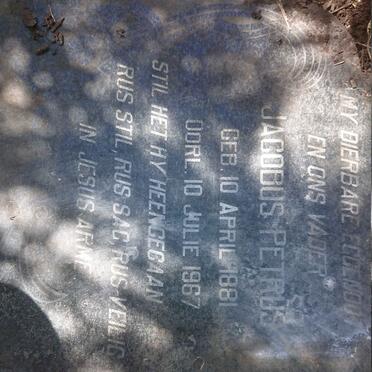 MY DIERBARE EGGENOOT
EN ONS VADER
JACOBUS PETRUS
GEB. 10 APRIL 1881
OORL. 10 JULIE 1967
STIL HET HY HEENGEGAAN
RUS STIL, RUS SAG, RUS VEILIG
IN JESUS ARME